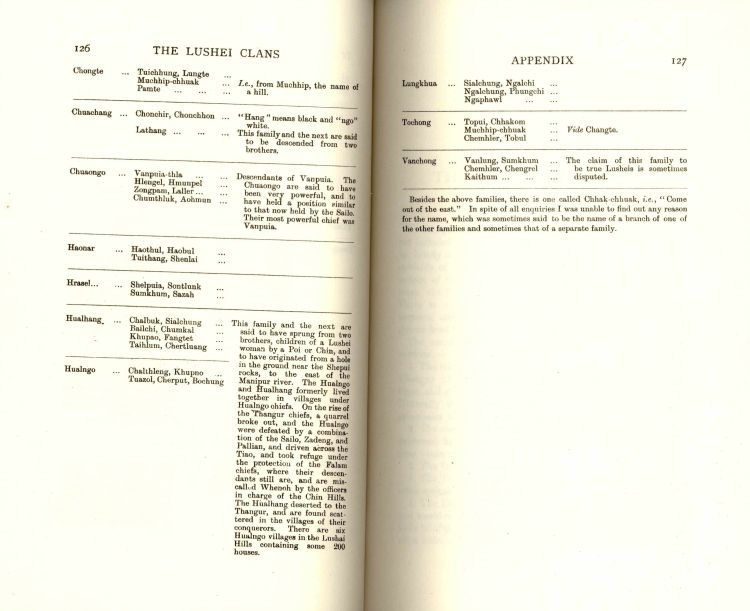 126 THE LUSHEI CLANS
Chongte ... Tuichhung, Lungte ...
Muchhip-chhuak ... I.e., from Muchhip, the name of
Pamte ... ... ... a hill.
Chuachang ... Chonchir, Chonchhon ... "Hang" means black and "ngo"
white.
Lathang ... ... ... This family and the next are said
to be descended from two
brothers.
Chuaongo ... Vanpuia-thla ... ... Descendants of Vanpuia. The
Hlengel, Hmunpel ... Chuaongo are said to have
Zongpam, Laller ... ... been very powerful, and to
Chumthluk, Aohmun ... have held a position similar
to that now held by the Sailo.
Their most powerful chief was
Vanpuia.
Haonar ... Haothul, Haobul ...
Tuithang, Shenlai ...
Hrasel... ... Shelpuia, Sontlunk ...
Sumkhum, Sazah ...
Hualhang. ... Chalbuk, Sialchung ... This family and the next are
Bailchi, Chumkal ... said to have sprung from two
Khupao, Fangtet ... brothers, children of a Lushei
Taihlum, Chertluang ... woman by a Poi or Chin, and
to have originated from a hole
in the ground near the Shepui
Hualngo ... Chalthleng, Khupno ... rocks, to the east of the
Tuazol, Cherput, Bochung Manipur river. The Hualngo
and Hualhang formerly lived
together in villages under
Hualngo chiefs. On the rise of
the Thangur chiefs, a quarrel
broke out, and the Hualngo
were defeated by a combina-
tion of the Sailo, Zadeng, and
Pallian, and driven across the
Tiao, and took refuge under
the protection of the Falam
chiefs, where their descen-
dants still are, and are mis-
called Whenoh by the officers
in charge of the Chin Hills.
The Hualhang deserted to the
Thangur, and are found scat-
tered in the villages of their
conquerors. There are six
Hualngo villages in the Lushai
Hills containing some 200
houses.
APPENDIX 127
Lungkhua ... Sialchung, Ngalchi ...
Ngalchung, Phungchi ...
Ngaphawl ... ...
Tochong ... Topui, Chhakom ...
Muchhip-chhuak ... Vide Changte.
Chemhler, Tobul ...
Vanchong ... Vanlung, Sumkhum ... The claim of this family to
Chemhler, Chengrel ... be true Lusheis is sometimes
Kaithum ... ... ... disputed.
Besides the above families, there is one called Chhak-chhuak, i.e., "Come
out of the east." In spite of all enquiries I was unable to find out any reason
for the name, which was sometimes said to be the name of a branch of one of
the other families and sometimes that of a separate family.